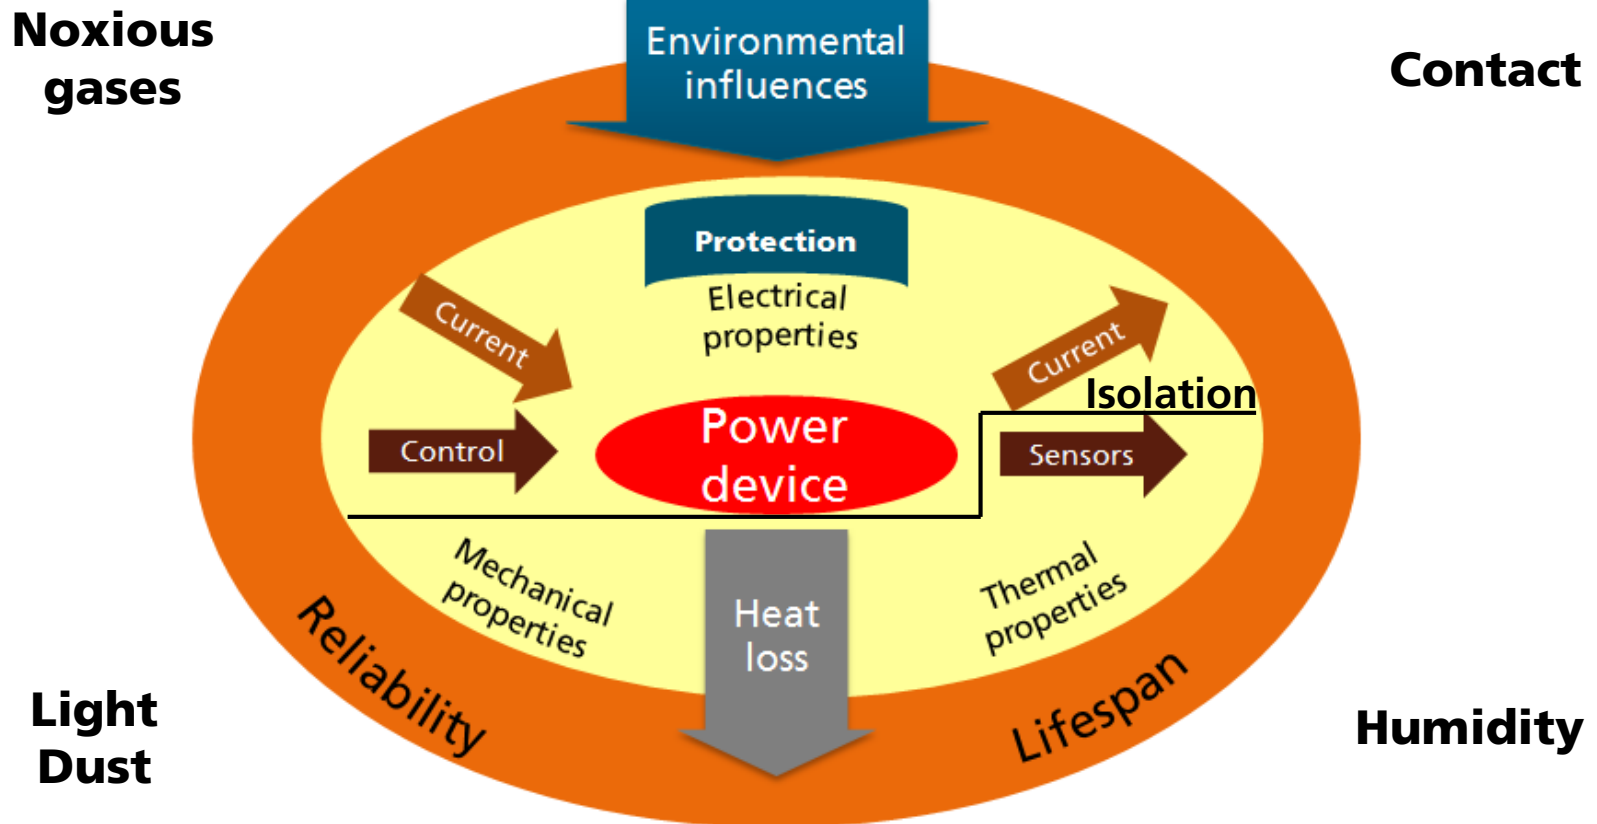 Noxious
gases
Environmental
influences
Contact
Protection
Electrical
properties
Current
Current
Isolation
Control
Power
device
Sensors
Mechanical
properties
Heat
loss
Thermal
properties
Reliability
Lifespan
Light
Dust
Humidity